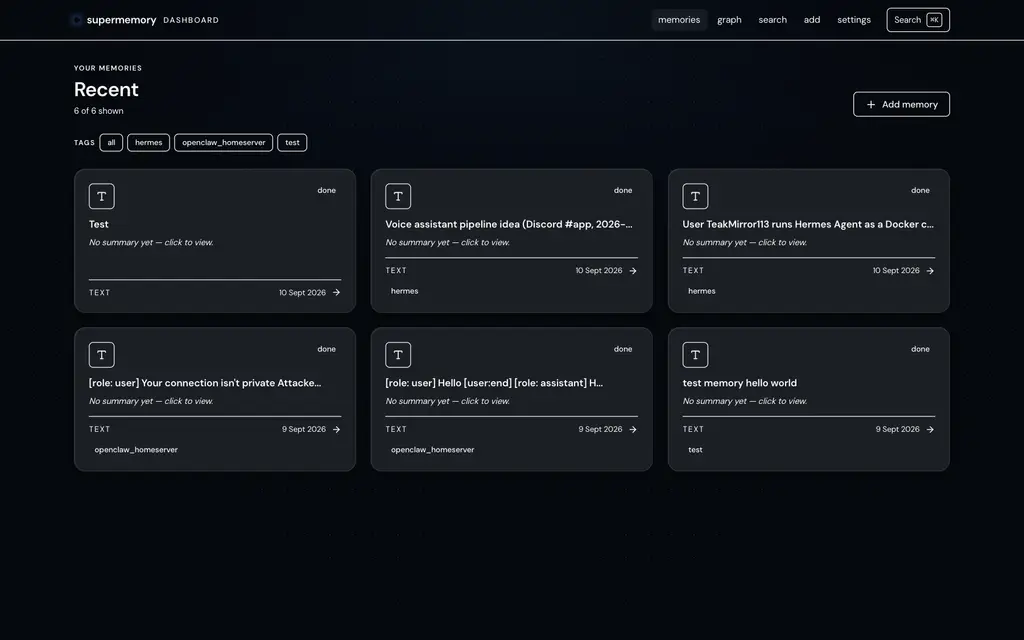 supermemory DASHBOARD
memories graph search add settings Search ⌘K
YOUR MEMORIES
Recent
6 of 6 shown
+ Add memory
TAGS all hermes openclaw_homeserver test
T done
Test
No summary yet — click to view.
TEXT 10 Sept 2026 →
T done
Voice assistant pipeline idea (Discord #app, 2026-...
No summary yet — click to view.
TEXT 10 Sept 2026 →
hermes
T done
User TeakMirror113 runs Hermes Agent as a Docker c...
No summary yet — click to view.
TEXT 10 Sept 2026 →
hermes
T done
[role: user] Your connection isn't private Attacke...
No summary yet — click to view.
TEXT 9 Sept 2026 →
openclaw_homeserver
T done
[role: user] Hello [user:end] [role: assistant] H...
No summary yet — click to view.
TEXT 9 Sept 2026 →
openclaw_homeserver
T done
test memory hello world
No summary yet — click to view.
TEXT 9 Sept 2026 →
test